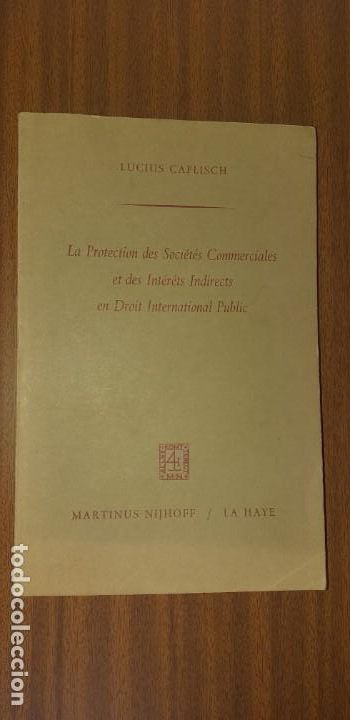 LUCIUS CAFLISCH
La Protection des Sociétés Commerciales
et des Intérêts Indirects
en Droit International Public
MN
MARTINUS NIJHOFF / LA HAYE
todocoleccion